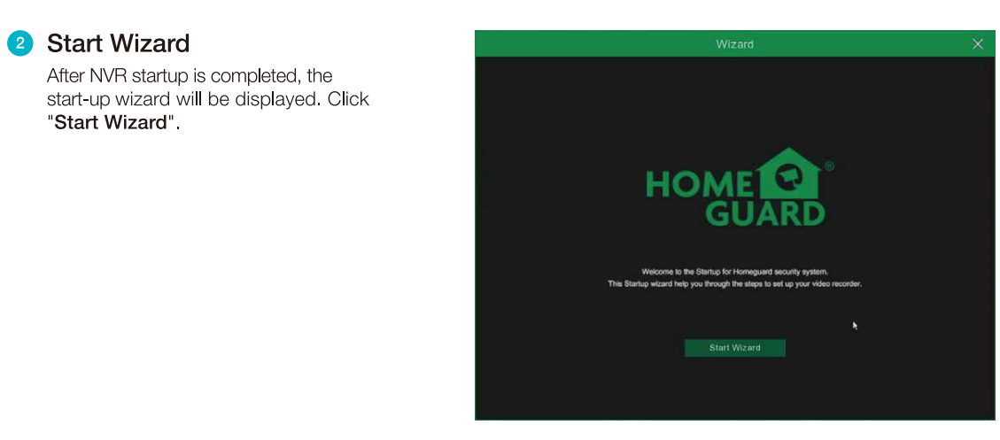 2 Start Wizard
After NVR startup is completed, the
start-up wizard will be displayed. Click
"Start Wizard".
Wizard
HOME ®
GUARD
Welcome to the Startup for Homeguard security system.
This Startup wizard help you through the steps to set up your video recorder.
Start Wizard